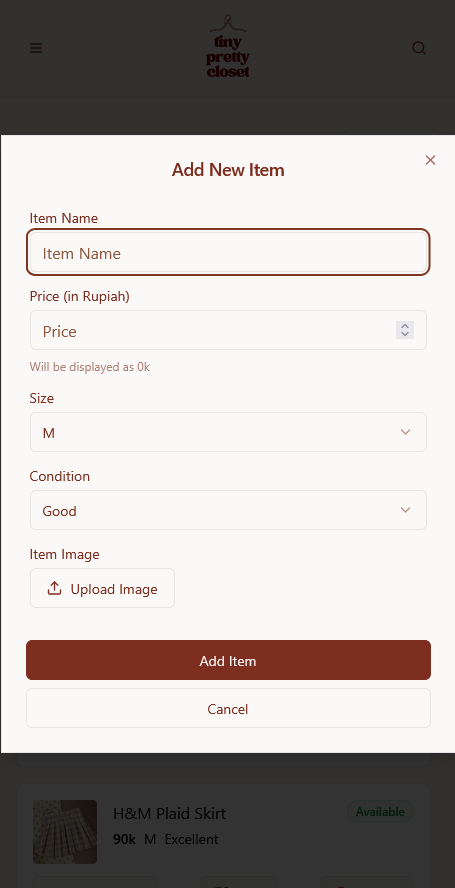 tiny
pretty
closet
Add New Item
Item Name
Item Name
Price (in Rupiah)
Price
Will be displayed as 0k
Size
M
Condition
Good
Item Image
Upload Image
Add Item
Cancel
H&M Plaid Skirt
Available
90k M Excellent